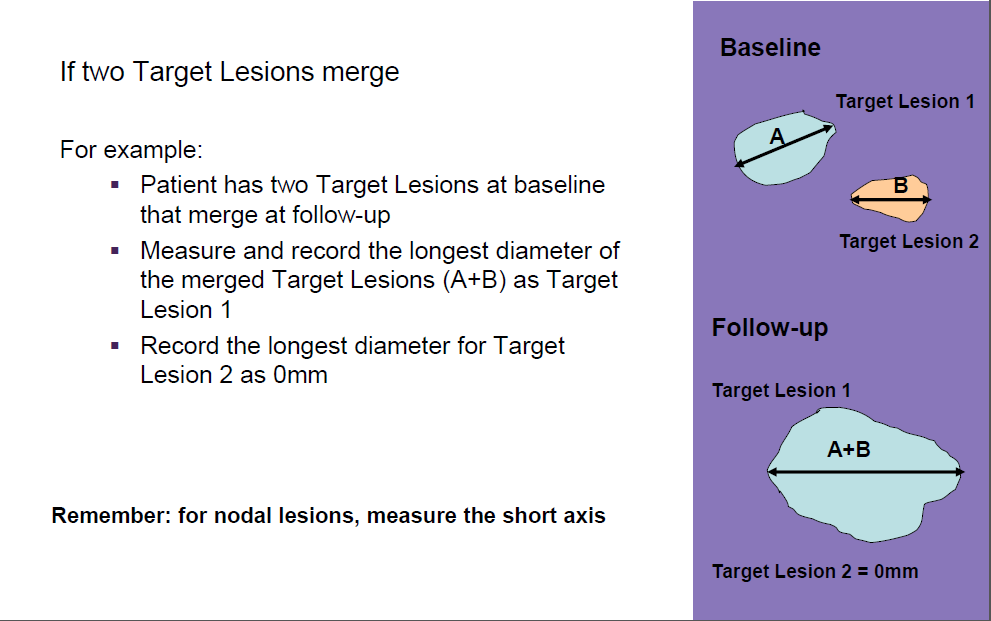 If two Target Lesions merge
For example:
▪ Patient has two Target Lesions at baseline
that merge at follow-up
▪ Measure and record the longest diameter of
the merged Target Lesions (A+B) as Target
Lesion 1
▪ Record the longest diameter for Target
Lesion 2 as 0mm
Remember: for nodal lesions, measure the short axis
Baseline
Target Lesion 1
A
B
Target Lesion 2
Follow-up
Target Lesion 1
A+B
Target Lesion 2 = 0mm